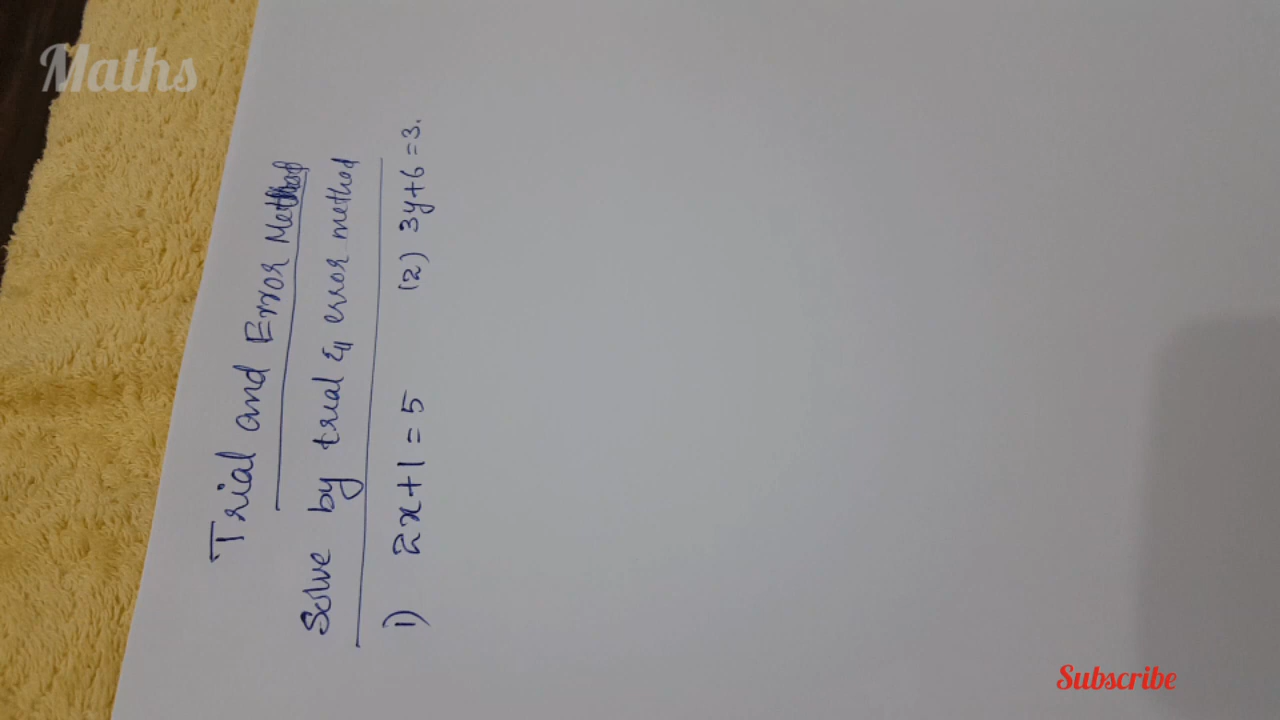 Maths
Trial and Error Method
Solve by trial & error method
1) 2x+1=5 (2) 3y+6=3.
Subscribe